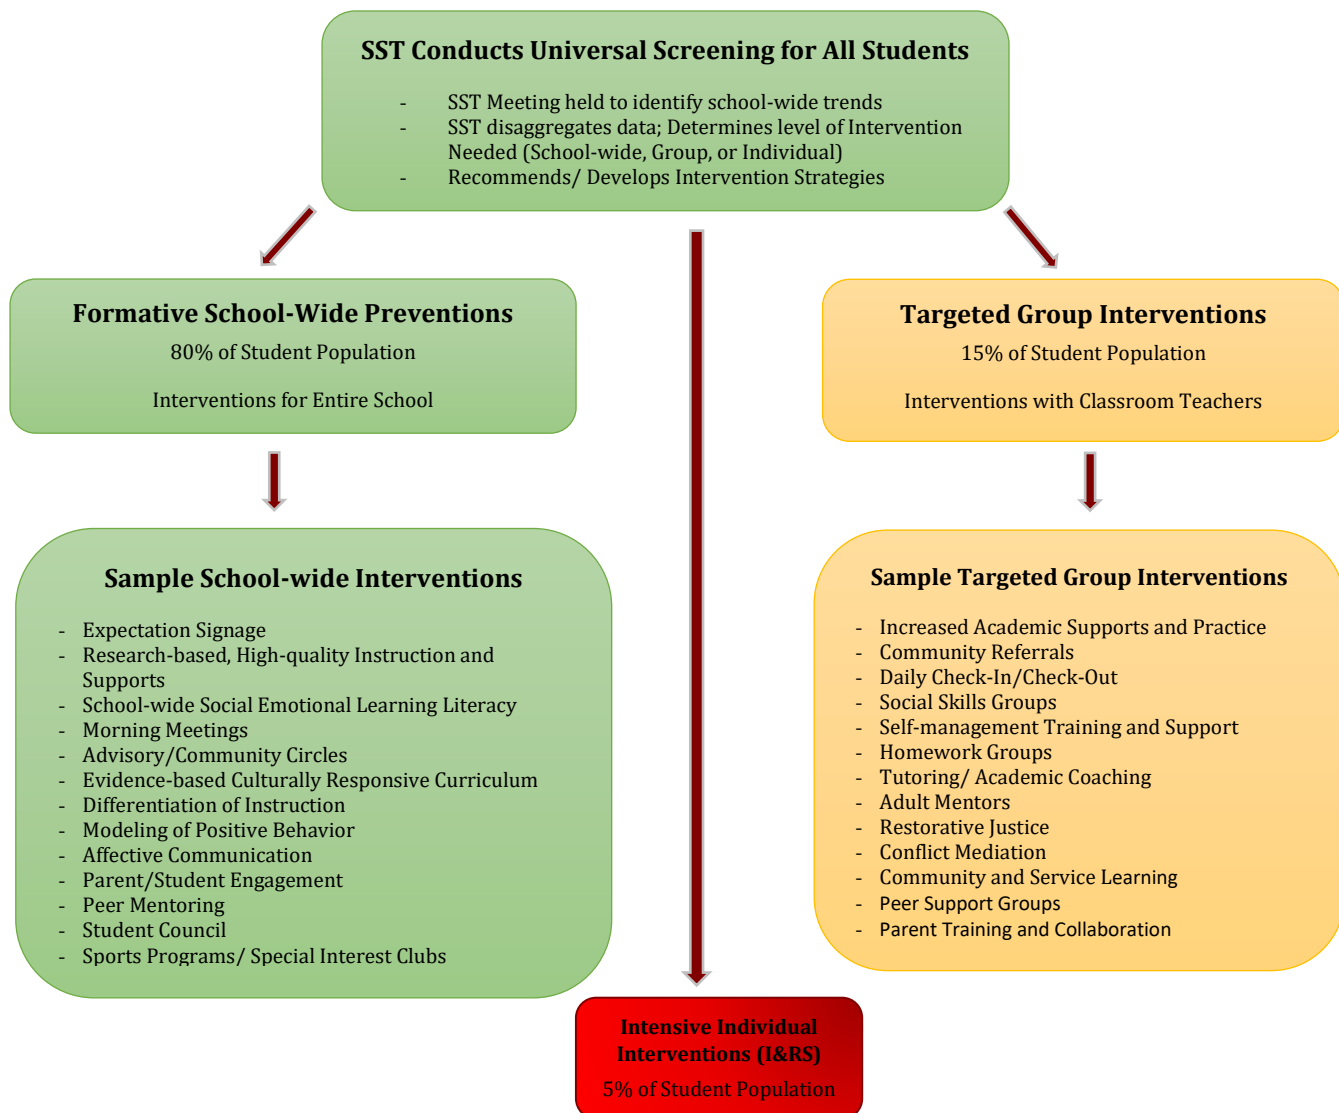 SST Conducts Universal Screening for All Students
- SST Meeting held to identify school-wide trends
- SST disaggregates data; Determines level of Intervention
Needed (School-wide, Group, or Individual)
- Recommends/ Develops Intervention Strategies
Formative School-Wide Preventions
80% of Student Population
Interventions for Entire School
Targeted Group Interventions
15% of Student Population
Interventions with Classroom Teachers
Sample School-wide Interventions
- Expectation Signage
- Research-based, High-quality Instruction and
Supports
- School-wide Social Emotional Learning Literacy
- Morning Meetings
- Advisory/Community Circles
- Evidence-based Culturally Responsive Curriculum
- Differentiation of Instruction
- Modeling of Positive Behavior
- Affective Communication
- Parent/Student Engagement
- Peer Mentoring
- Student Council
- Sports Programs/ Special Interest Clubs
Sample Targeted Group Interventions
- Increased Academic Supports and Practice
- Community Referrals
- Daily Check-In/Check-Out
- Social Skills Groups
- Self-management Training and Support
- Homework Groups
- Tutoring/ Academic Coaching
- Adult Mentors
- Restorative Justice
- Conflict Mediation
- Community and Service Learning
- Peer Support Groups
- Parent Training and Collaboration
Intensive Individual
Interventions (I&RS)
5% of Student Population